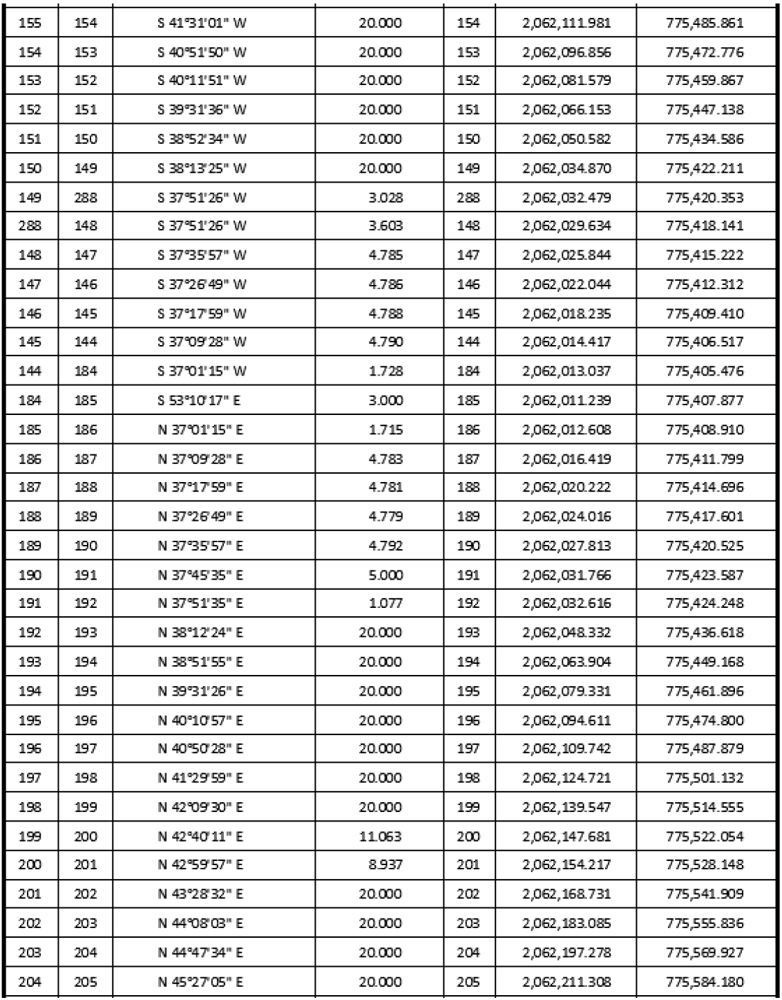 155 154 S 41°31'01" W 20.000 154 2,062,111.981 775,485.861
154 153 S 40°51'50" W 20.000 153 2,062,096.856 775,472.776
153 152 S 40°11'51" W 20.000 152 2,062,081.579 775,459.867
152 151 S 39°31'36" W 20.000 151 2,062,066.153 775,447.138
151 150 S 38°52'34" W 20.000 150 2,062,050.582 775,434.586
150 149 S 38°13'25" W 20.000 149 2,062,034.870 775,422.211
149 288 S 37°51'26" W 3.028 288 2,062,032.479 775,420.353
288 148 S 37°51'26" W 3.603 148 2,062,029.634 775,418.141
148 147 S 37°35'57" W 4.785 147 2,062,025.844 775,415.222
147 146 S 37°26'49" W 4.786 146 2,062,022.044 775,412.312
146 145 S 37°17'59" W 4.788 145 2,062,018.235 775,409.410
145 144 S 37°09'28" W 4.790 144 2,062,014.417 775,406.517
144 184 S 37°01'15" W 1.728 184 2,062,013.037 775,405.476
184 185 S 53°10'17" E 3.000 185 2,062,011.239 775,407.877
185 186 N 37°01'15" E 1.715 186 2,062,012.608 775,408.910
186 187 N 37°09'28" E 4.783 187 2,062,016.419 775,411.799
187 188 N 37°17'59" E 4.781 188 2,062,020.222 775,414.696
188 189 N 37°26'49" E 4.779 189 2,062,024.016 775,417.601
189 190 N 37°35'57" E 4.792 190 2,062,027.813 775,420.525
190 191 N 37°45'35" E 5.000 191 2,062,031.766 775,423.587
191 192 N 37°51'35" E 1.077 192 2,062,032.616 775,424.248
192 193 N 38°12'24" E 20.000 193 2,062,048.332 775,436.618
193 194 N 38°51'55" E 20.000 194 2,062,063.904 775,449.168
194 195 N 39°31'26" E 20.000 195 2,062,079.331 775,461.896
195 196 N 40°10'57" E 20.000 196 2,062,094.611 775,474.800
196 197 N 40°50'28" E 20.000 197 2,062,109.742 775,487.879
197 198 N 41°29'59" E 20.000 198 2,062,124.721 775,501.132
198 199 N 42°09'30" E 20.000 199 2,062,139.547 775,514.555
199 200 N 42°40'11" E 11.063 200 2,062,147.681 775,522.054
200 201 N 42°59'57" E 8.937 201 2,062,154.217 775,528.148
201 202 N 43°28'32" E 20.000 202 2,062,168.731 775,541.909
202 203 N 44°08'03" E 20.000 203 2,062,183.085 775,555.836
203 204 N 44°47'34" E 20.000 204 2,062,197.278 775,569.927
204 205 N 45°27'05" E 20.000 205 2,062,211.308 775,584.180